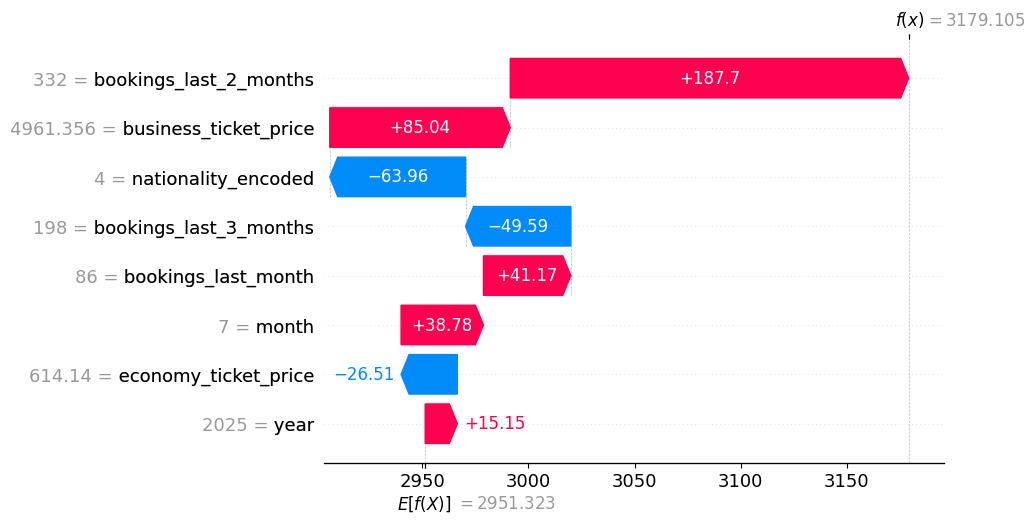 f(x) = 3179.105
332 = bookings_last_2_months +187.7
4961.356 = business_ticket_price +85.04
4 = nationality_encoded −63.96
198 = bookings_last_3_months −49.59
86 = bookings_last_month +41.17
7 = month +38.78
614.14 = economy_ticket_price −26.51
2025 = year +15.15
2950 3000 3050 3100 3150
E[f(X)] = 2951.323